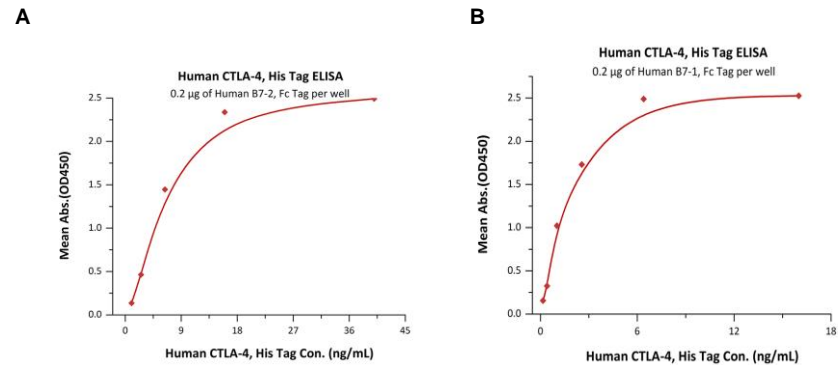 A
Human CTLA-4, His Tag ELISA
0.2 µg of Human B7-2, Fc Tag per well
Mean Abs.(OD450)
2.5
2.0
1.5
1.0
0.5
0.0
0 9 18 27 36 45
Human CTLA-4, His Tag Con. (ng/mL)
B
Human CTLA-4, His Tag ELISA
0.2 µg of Human B7-1, Fc Tag per well
Mean Abs.(OD450)
2.5
2.0
1.5
1.0
0.5
0.0
0 6 12 18
Human CTLA-4, His Tag Con. (ng/mL)